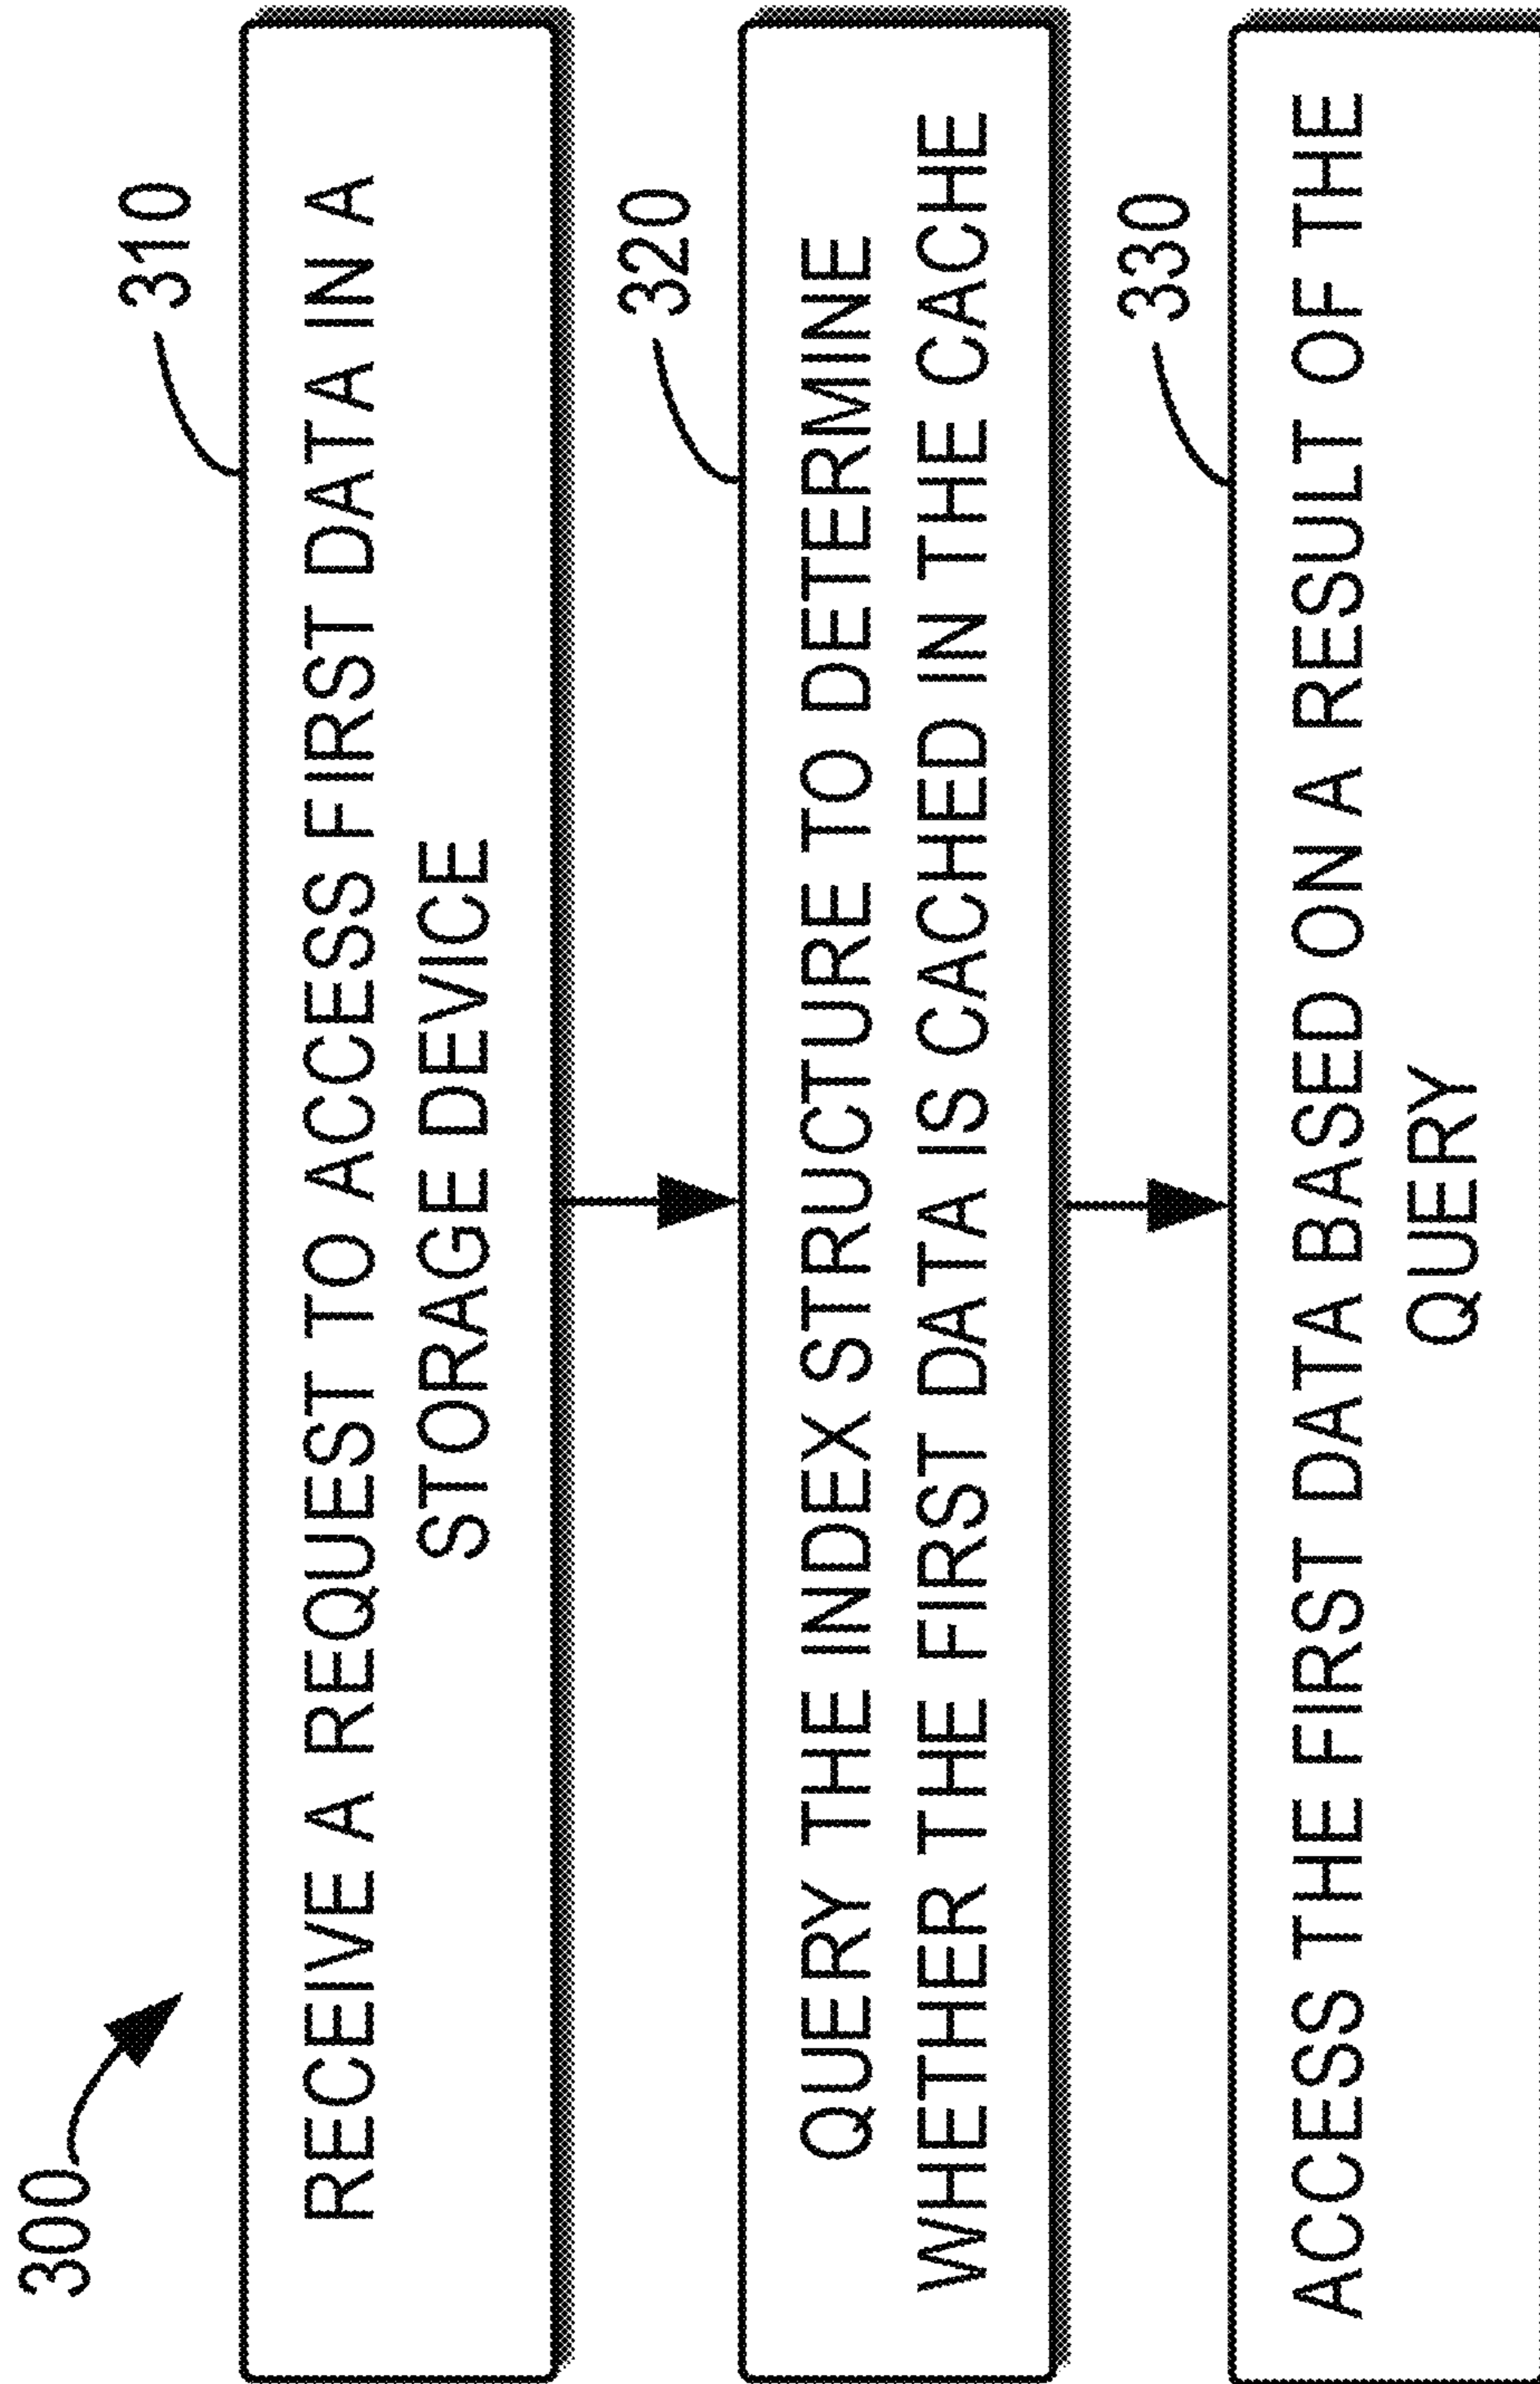 300
310
RECEIVE A REQUEST TO ACCESS FIRST DATA IN A
STORAGE DEVICE
320
QUERY THE INDEX STRUCTURE TO DETERMINE
WHETHER THE FIRST DATA IS CACHED IN THE CACHE
330
ACCESS THE FIRST DATA BASED ON A RESULT OF THE
QUERY